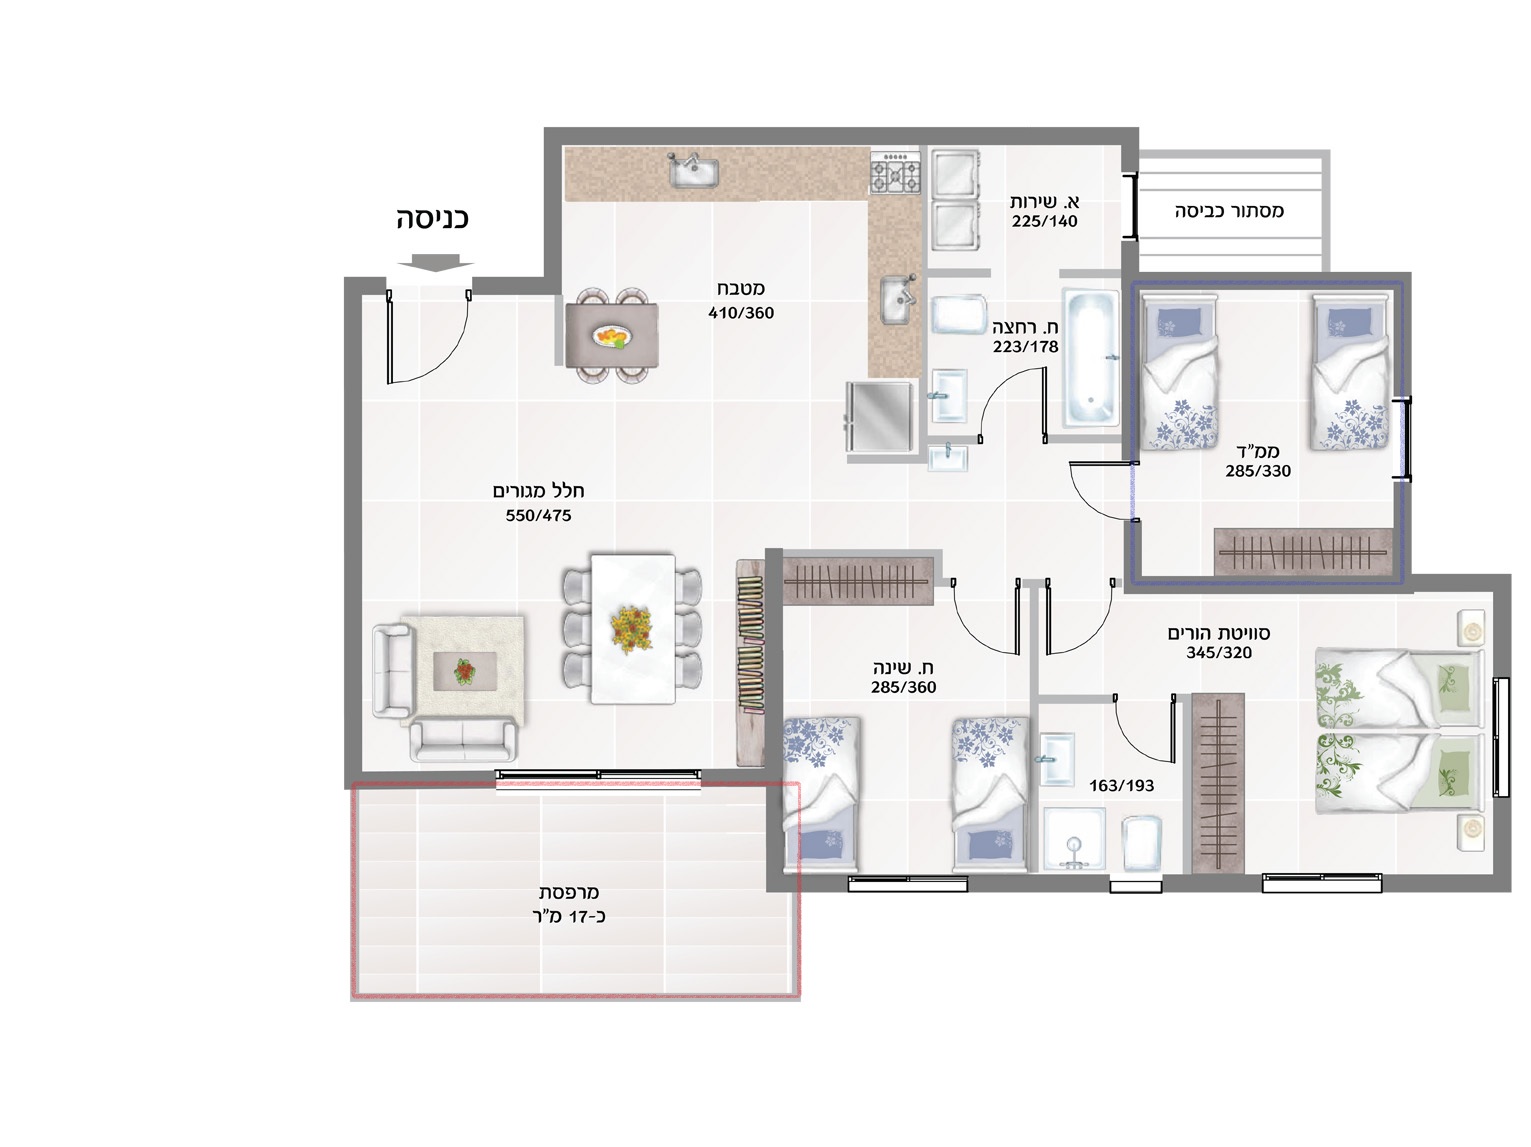 כניסה
א. שירות
225/140
מסתור כביסה
מטבח
410/360
ח. רחצה
223/178
ממ"ד
285/330
חלל מגורים
550/475
סוויטת הורים
345/320
ח. שינה
285/360
163/193
מרפסת
כ-17 מ"ר